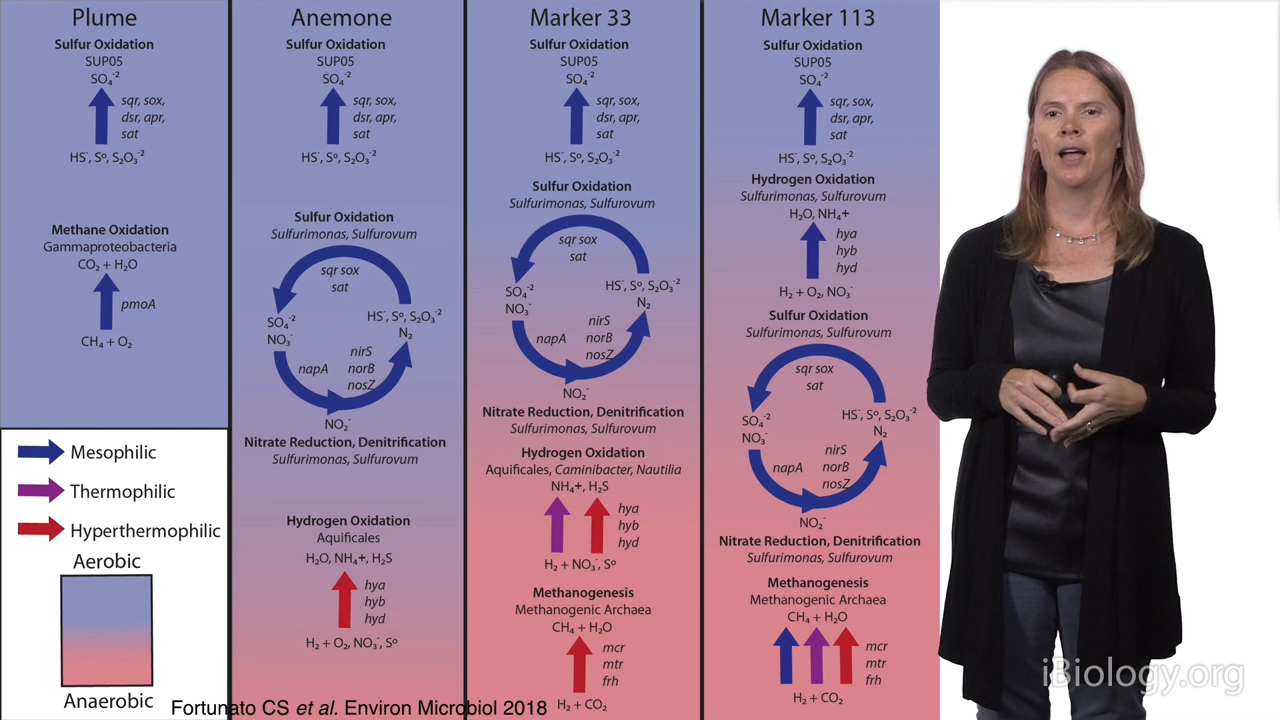 Plume
Sulfur Oxidation
SUP05
SO₄⁻²
sqr, sox,
dsr, apr,
sat
HS⁻, S⁰, S₂O₃⁻²
Methane Oxidation
Gammaproteobacteria
CO₂ + H₂O
pmoA
CH₄ + O₂
Mesophilic
Thermophilic
Hyperthermophilic
Aerobic
Anaerobic
Anemone
Sulfur Oxidation
SUP05
SO₄⁻²
sqr, sox,
dsr, apr,
sat
HS⁻, S⁰, S₂O₃⁻²
Sulfur Oxidation
Sulfurimonas, Sulfurovum
sqr sox
sat
SO₄⁻²
NO₃⁻
HS⁻, S⁰, S₂O₃⁻²
N₂
napA
nirS
norB
nosZ
NO₂⁻
Nitrate Reduction, Denitrification
Sulfurimonas, Sulfurovum
Hydrogen Oxidation
Aquificales
H₂O, NH₄+, H₂S
hya
hyb
hyd
H₂ + O₂, NO₃⁻, S⁰
Marker 33
Sulfur Oxidation
SUP05
SO₄⁻²
sqr, sox,
dsr, apr,
sat
HS⁻, S⁰, S₂O₃⁻²
Sulfur Oxidation
Sulfurimonas, Sulfurovum
sqr sox
sat
SO₄⁻²
NO₃⁻
HS⁻, S⁰, S₂O₃⁻²
N₂
napA
nirS
norB
nosZ
NO₂⁻
Nitrate Reduction, Denitrification
Sulfurimonas, Sulfurovum
Hydrogen Oxidation
Aquificales, Caminibacter, Nautilia
NH₄+, H₂S
hya
hyb
hyd
H₂ + NO₃⁻, S⁰
Methanogenesis
Methanogenic Archaea
CH₄ + H₂O
mcr
mtr
frh
H₂ + CO₂
Marker 113
Sulfur Oxidation
SUP05
SO₄⁻²
sqr, sox,
dsr, apr,
sat
HS⁻, S⁰, S₂O₃⁻²
Hydrogen Oxidation
Sulfurimonas, Sulfurovum
H₂O, NH₄+
hya
hyb
hyd
H₂ + O₂, NO₃⁻
Sulfur Oxidation
Sulfurimonas, Sulfurovum
sqr sox
sat
SO₄⁻²
NO₃⁻
HS⁻, S⁰, S₂O₃⁻²
N₂
napA
nirS
norB
nosZ
NO₂⁻
Nitrate Reduction, Denitrification
Sulfurimonas, Sulfurovum
Methanogenesis
Methanogenic Archaea
CH₄ + H₂O
mcr
mtr
frh
H₂ + CO₂
Fortunato CS et al. Environ Microbiol 2018
iBiology.org